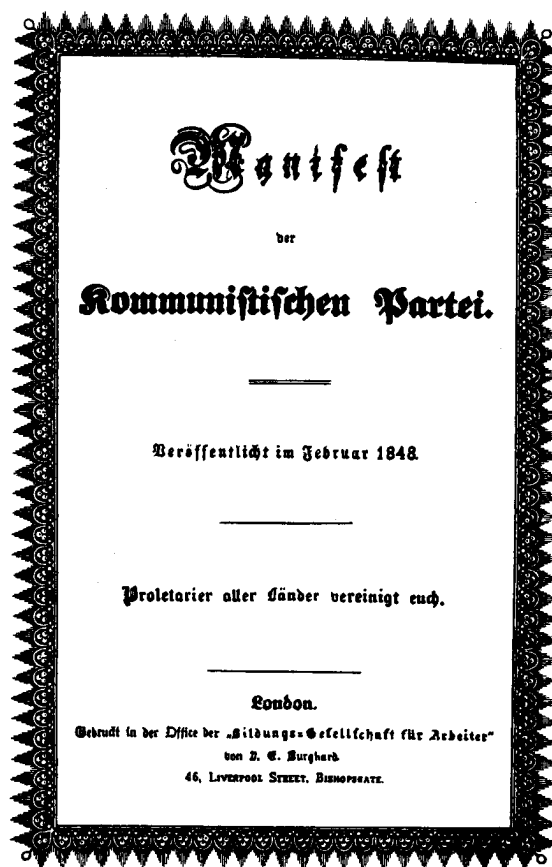 Manifest
der
Kommunistischen Partei.
Veröffentlicht im Februar 1848.
Proletarier aller Länder vereinigt euch.
London.
Gedruckt in der Office der „Bildungs=Gesellschaft für Arbeiter"
von J. E. Burghard.
46, LIVERPOOL STREET, BISHOPSGATE.